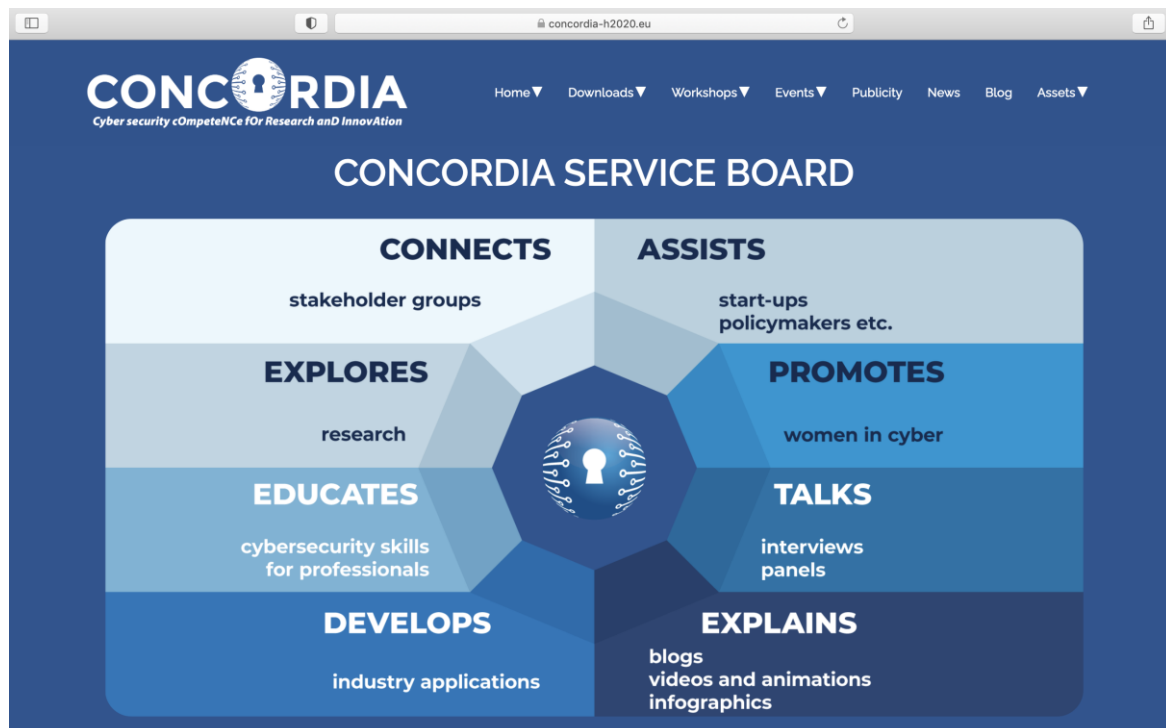 concordia-h2020.eu
CONCORDIA
Cyber security cOmpeteNCe fOr Research anD InnovAtion
Home▼ Downloads▼ Workshops▼ Events▼ Publicity News Blog Assets▼
CONCORDIA SERVICE BOARD
CONNECTS
stakeholder groups
ASSISTS
start-ups
policymakers etc.
EXPLORES
research
PROMOTES
women in cyber
EDUCATES
cybersecurity skills
for professionals
TALKS
interviews
panels
DEVELOPS
industry applications
EXPLAINS
blogs
videos and animations
infographics